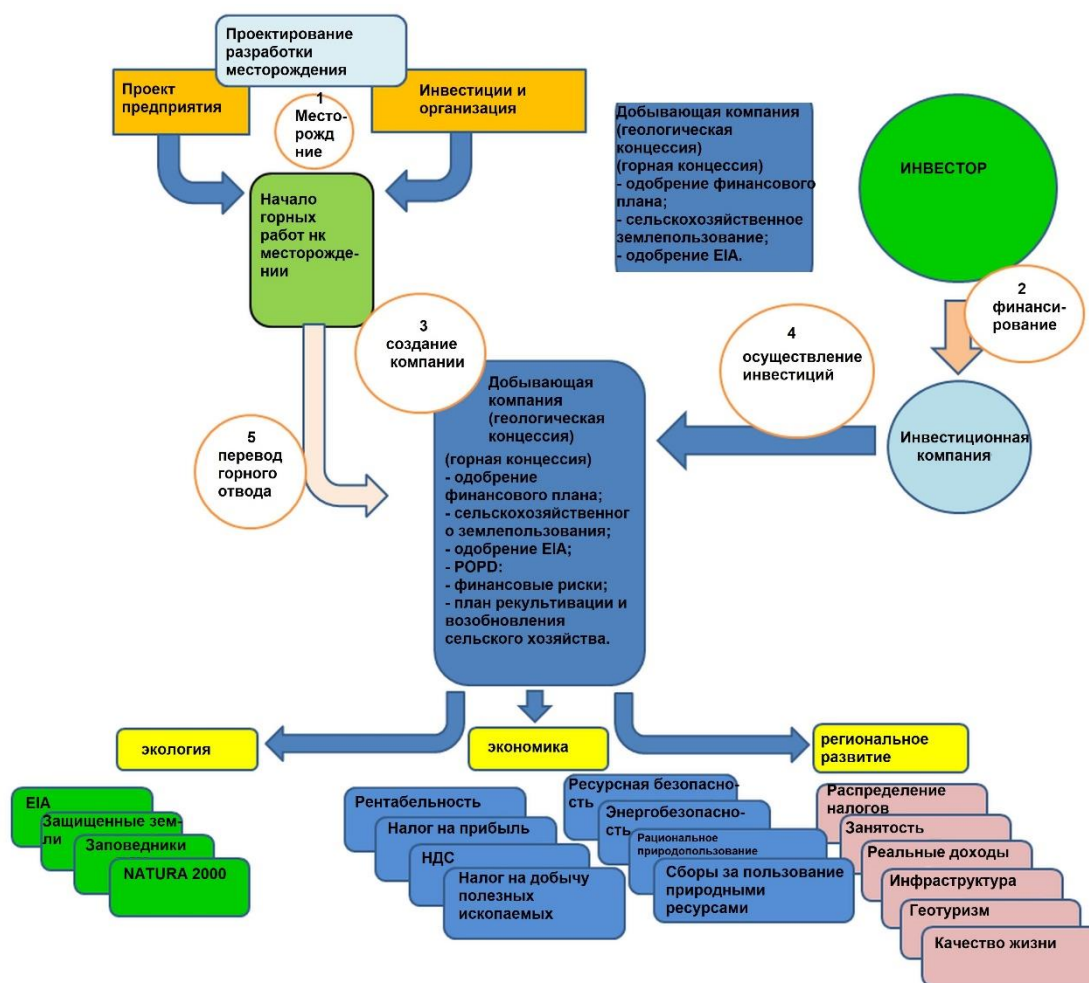 Проектирование
разработки
месторождения
Проект
предприятия
Инвестиции и
организация
1
Место-
рожд
ние
Начало
горных
работ нк
месторожде-
нии
Добывающая компания
(геологическая
концессия)
(горная концессия)
- одобрение финансового
плана;
- сельскохозяйственное
землепользование;
- одобрение EIA.
ИНВЕСТОР
2
финанси-
рование
3
создание
компании
4
осуществление
инвестиций
Инвестиционная
компания
5
перевод
горного
отвода
Добывающая
компания
(геологическая
концессия)
(горная концессия)
- одобрение
финансового плана;
- сельскохозяйственног
о землепользования;
- одобрение EIA;
- POPD:
- финансовые риски;
- план рекультивации и
возобновления
сельского хозяйства.
экология
экономика
региональное
развитие
EIA
Защищенные зем-
ли
Заповедники
NATURA 2000
Рентабельность
Налог на прибыль
НДС
Налог на добычу
полезных
ископаемых
Ресурсная безопасно-
сть
Энергобезопасно-
сть
Рациональное
природопользование
Сборы за пользование
природными
ресурсами
Распределение
налогов
Занятость
Реальные доходы
Инфраструктура
Геотуризм
Качество жизни